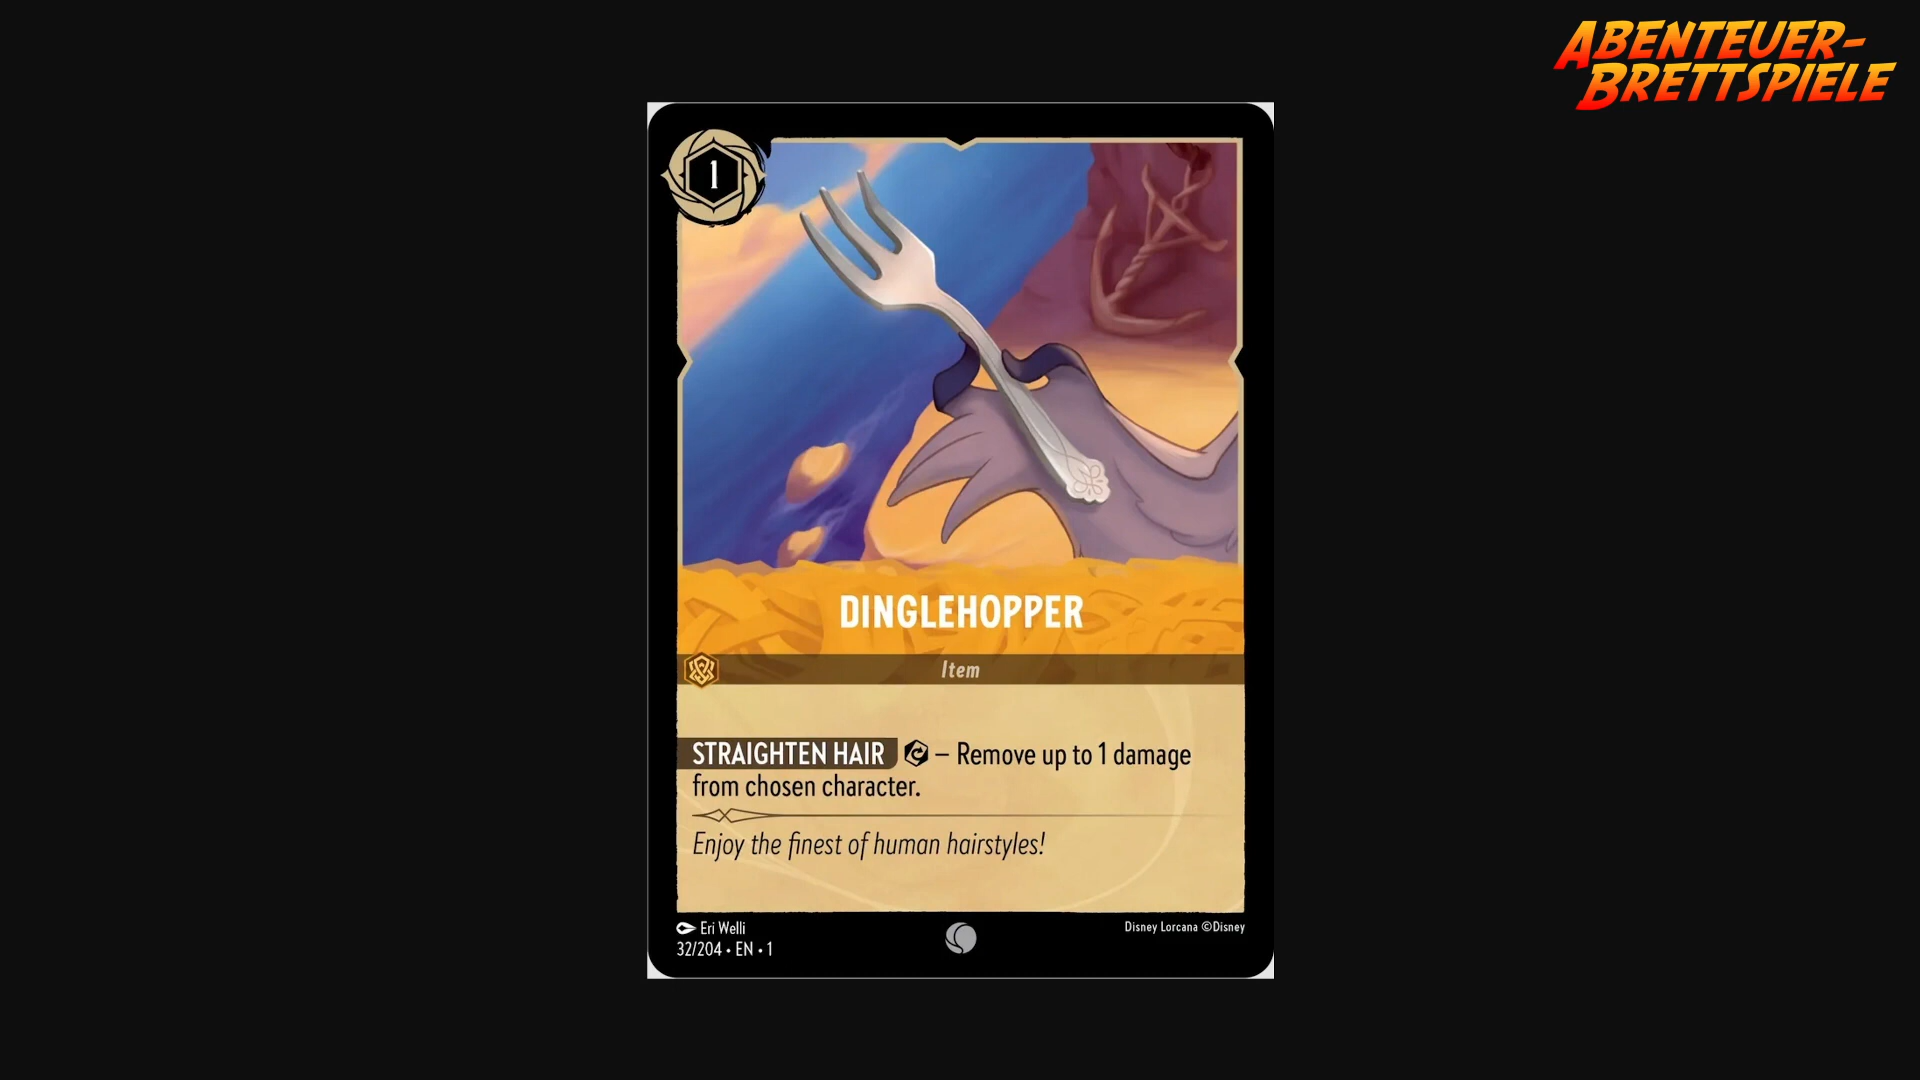 ABENTEUER-
BRETTSPIELE
1
DINGLEHOPPER
Item
STRAIGHTEN HAIR – Remove up to 1 damage
from chosen character.
Enjoy the finest of human hairstyles!
Eri Welli
Disney Lorcana ©Disney
32/204 • EN • 1